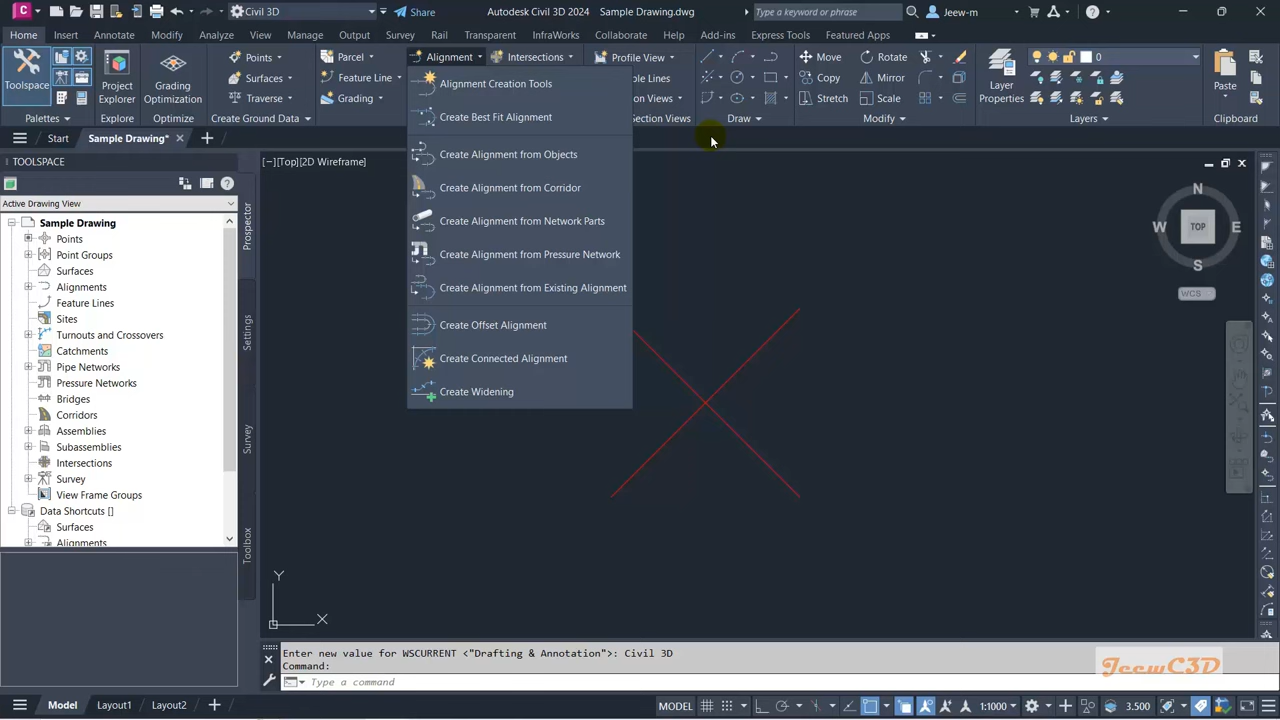 C
Civil 3D
Share
Autodesk Civil 3D 2024 Sample Drawing.dwg
Type a keyword or phrase
Jeew-m
Home Insert Annotate Modify Analyze View Manage Output Survey Rail Transparent InfraWorks Collaborate Help Add-ins Express Tools Featured Apps
Toolspace
Project
Explorer
Grading
Optimization
Points
Surfaces
Traverse
Parcel
Feature Line
Grading
Alignment
Intersections
Profile View
le Lines
on Views
Move Rotate
Copy Mirror
Stretch Scale
Layer
Properties
0
Paste
Palettes Explore Optimize Create Ground Data ection Views Draw Modify Layers Clipboard
Start Sample Drawing*
Alignment Creation Tools
Create Best Fit Alignment
Create Alignment from Objects
Create Alignment from Corridor
Create Alignment from Network Parts
Create Alignment from Pressure Network
Create Alignment from Existing Alignment
Create Offset Alignment
Create Connected Alignment
Create Widening
TOOLSPACE
Active Drawing View
Sample Drawing
Points
Point Groups
Surfaces
Alignments
Feature Lines
Sites
Turnouts and Crossovers
Catchments
Pipe Networks
Pressure Networks
Bridges
Corridors
Assemblies
Subassemblies
Intersections
Survey
View Frame Groups
Data Shortcuts []
Surfaces
Alignments
Prospector
Settings
Survey
Toolbox
[−][Top][2D Wireframe]
N
W TOP E
S
WCS
Y
X
Enter new value for WSCURRENT <"Drafting & Annotation">: Civil 3D
Command:
Type a command
JeewC3D
Model Layout1 Layout2
MODEL
1:1000
3.500